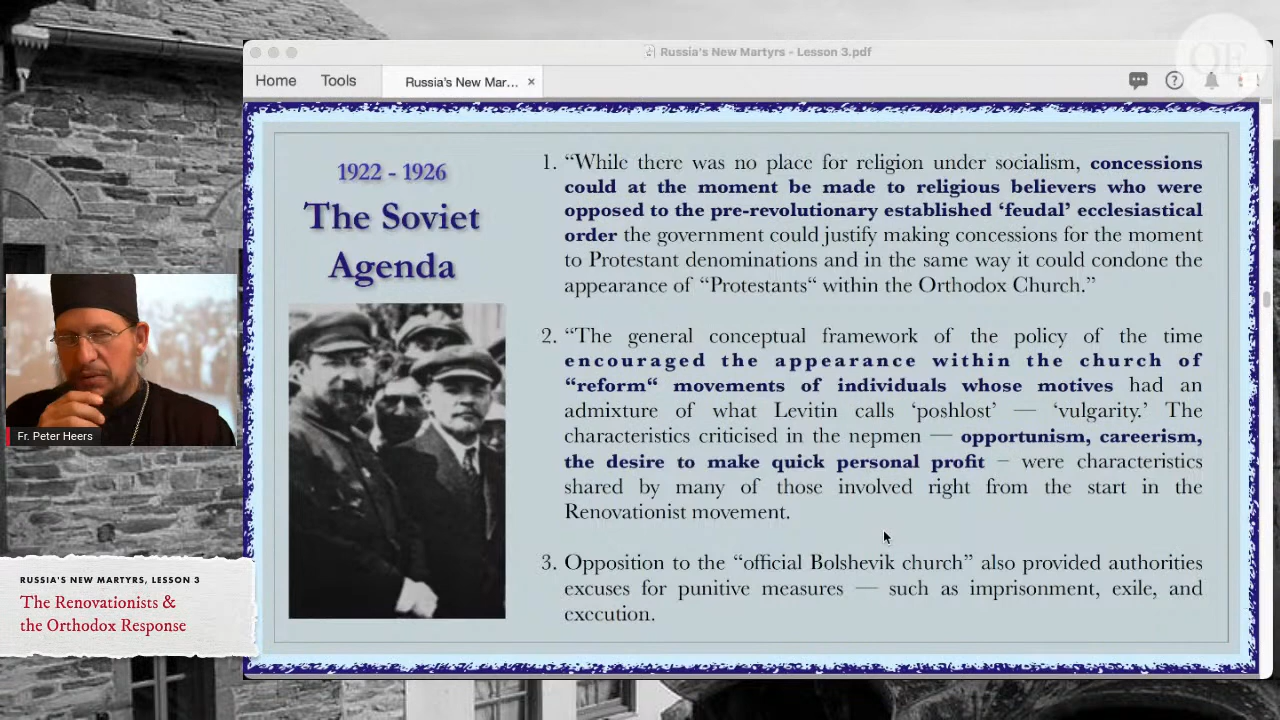 Russia's New Martyrs - Lesson 3.pdf
Home
Tools
Russia's New Mar... ×
OE
1922 - 1926
The Soviet
Agenda
1. “While there was no place for religion under socialism, concessions
could at the moment be made to religious believers who were
opposed to the pre-revolutionary established ‘feudal’ ecclesiastical
order the government could justify making concessions for the moment
to Protestant denominations and in the same way it could condone the
appearance of “Protestants“ within the Orthodox Church.”
2. “The general conceptual framework of the policy of the time
encouraged the appearance within the church of
“reform“ movements of individuals whose motives had an
admixture of what Levitin calls ‘poshlost’ — ‘vulgarity.’ The
characteristics criticised in the nepmen — opportunism, careerism,
the desire to make quick personal profit – were characteristics
shared by many of those involved right from the start in the
Renovationist movement.
3. Opposition to the “official Bolshevik church” also provided authorities
excuses for punitive measures — such as imprisonment, exile, and
execution.
Fr. Peter Heers
RUSSIA'S NEW MARTYRS, LESSON 3
The Renovationists &
the Orthodox Response